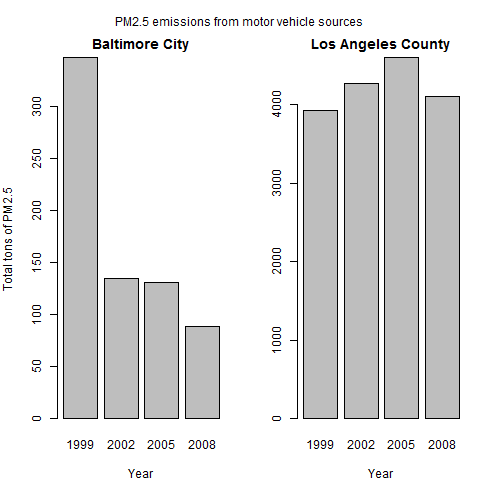 PM2.5 emissions from motor vehicle sources
Baltimore City
Total tons of PM2.5
300
250
200
150
100
50
0
1999 2002 2005 2008
Year
Los Angeles County
4000
3000
2000
1000
0
1999 2002 2005 2008
Year